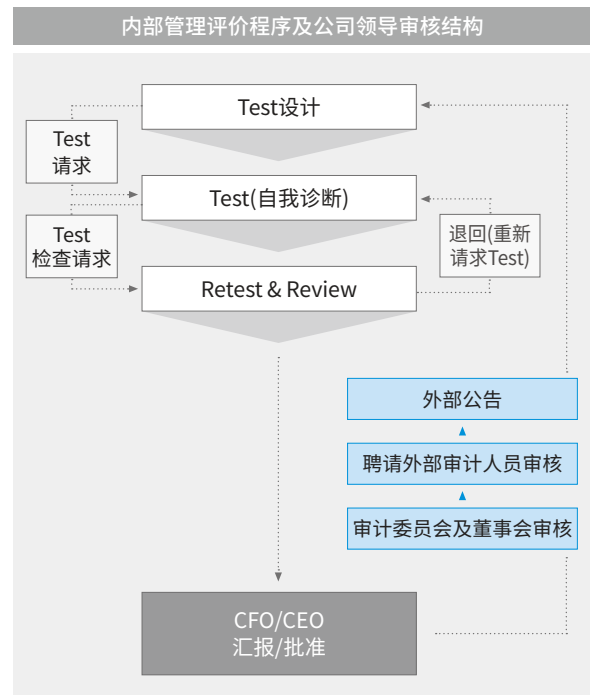 内部管理评价程序及公司领导审核结构
Test设计
Test
请求
Test(自我诊断)
Test
检查请求
退回(重新
请求Test)
Retest & Review
外部公告
聘请外部审计人员审核
审计委员会及董事会审核
CFO/CEO
汇报/批准